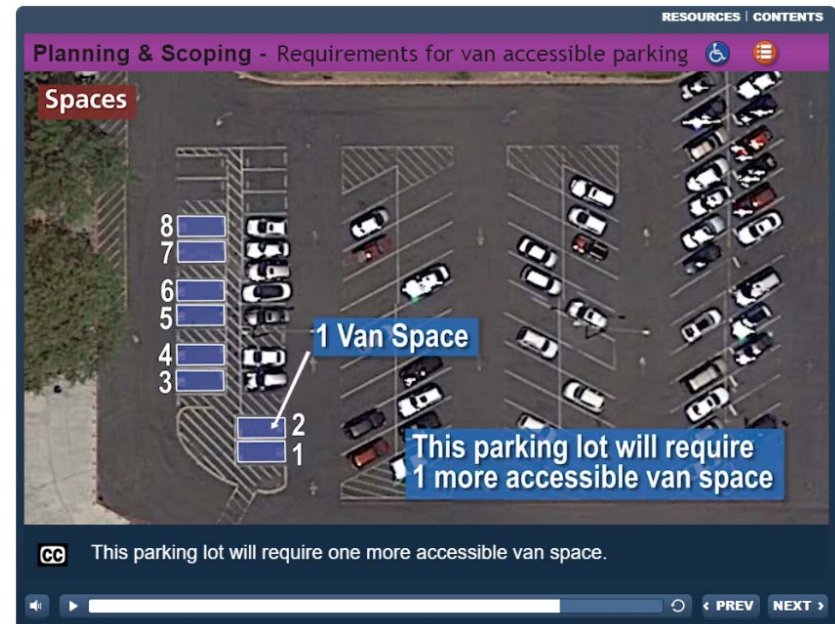 RESOURCES | CONTENTS
Planning & Scoping - Requirements for van accessible parking
Spaces
8
7
6
5
4
3
1 Van Space
2
1
This parking lot will require
1 more accessible van space
CC This parking lot will require one more accessible van space.
‹ PREV NEXT ›